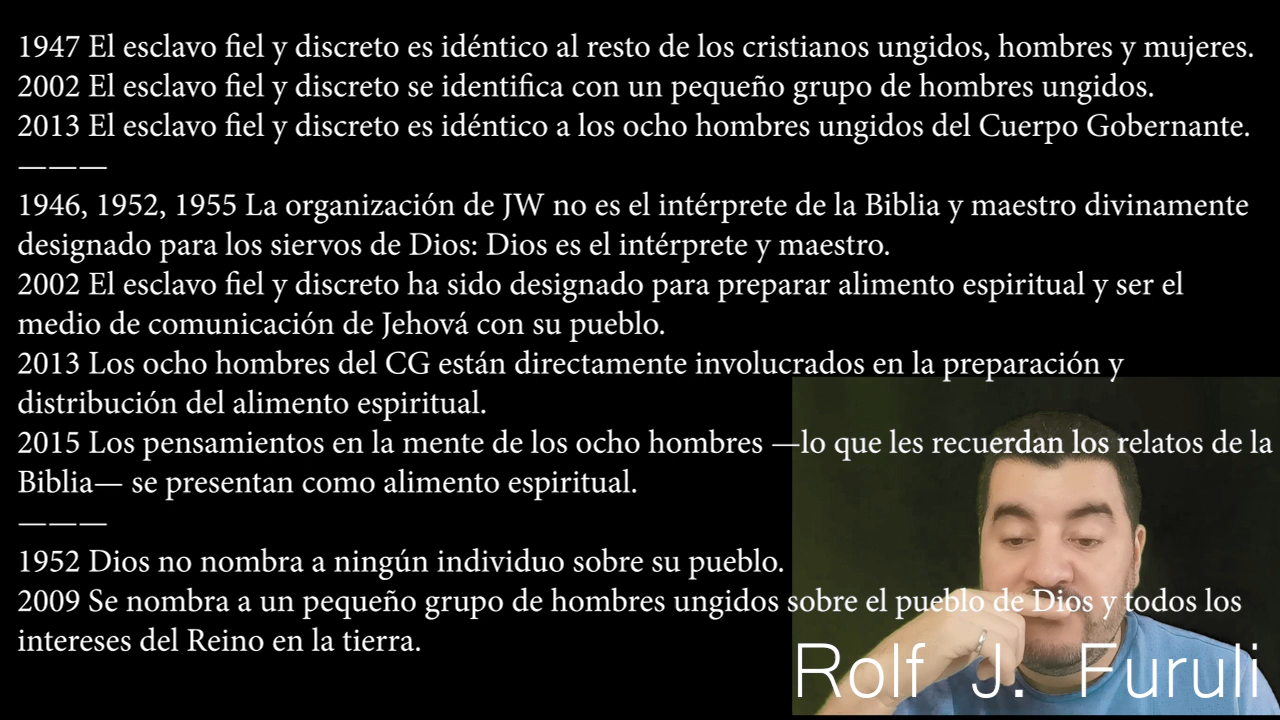 1947 El esclavo fiel y discreto es idéntico al resto de los cristianos ungidos, hombres y mujeres.
2002 El esclavo fiel y discreto se identifica con un pequeño grupo de hombres ungidos.
2013 El esclavo fiel y discreto es idéntico a los ocho hombres ungidos del Cuerpo Gobernante.
———
1946, 1952, 1955 La organización de JW no es el intérprete de la Biblia y maestro divinamente
designado para los siervos de Dios: Dios es el intérprete y maestro.
2002 El esclavo fiel y discreto ha sido designado para preparar alimento espiritual y ser el
medio de comunicación de Jehová con su pueblo.
2013 Los ocho hombres del CG están directamente involucrados en la preparación y
distribución del alimento espiritual.
2015 Los pensamientos en la mente de los ocho hombres —lo que les recuerdan los relatos de la
Biblia— se presentan como alimento espiritual.
———
1952 Dios no nombra a ningún individuo sobre su pueblo.
2009 Se nombra a un pequeño grupo de hombres ungidos sobre el pueblo de Dios y todos los
intereses del Reino en la tierra.
Rolf J. Furuli